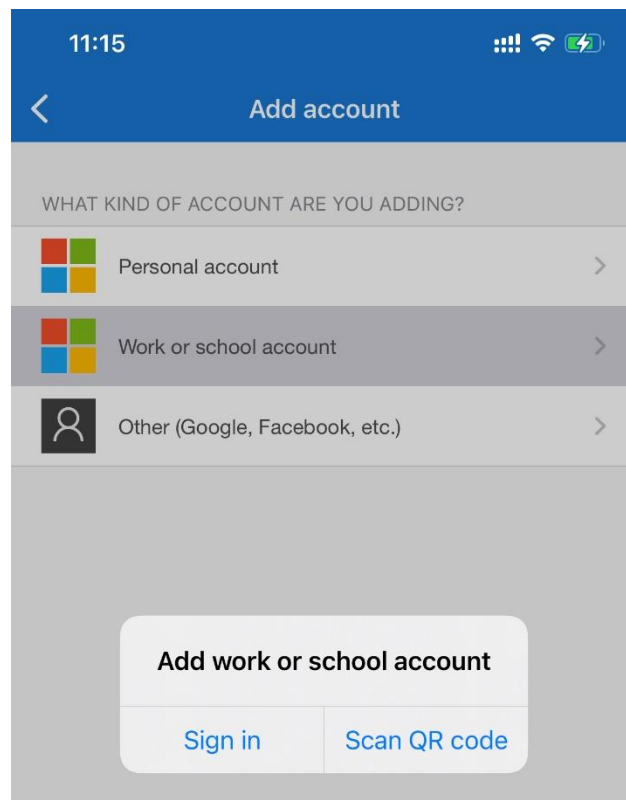 11:15
Add account
WHAT KIND OF ACCOUNT ARE YOU ADDING?
Personal account
Work or school account
Other (Google, Facebook, etc.)
Add work or school account
Sign in Scan QR code